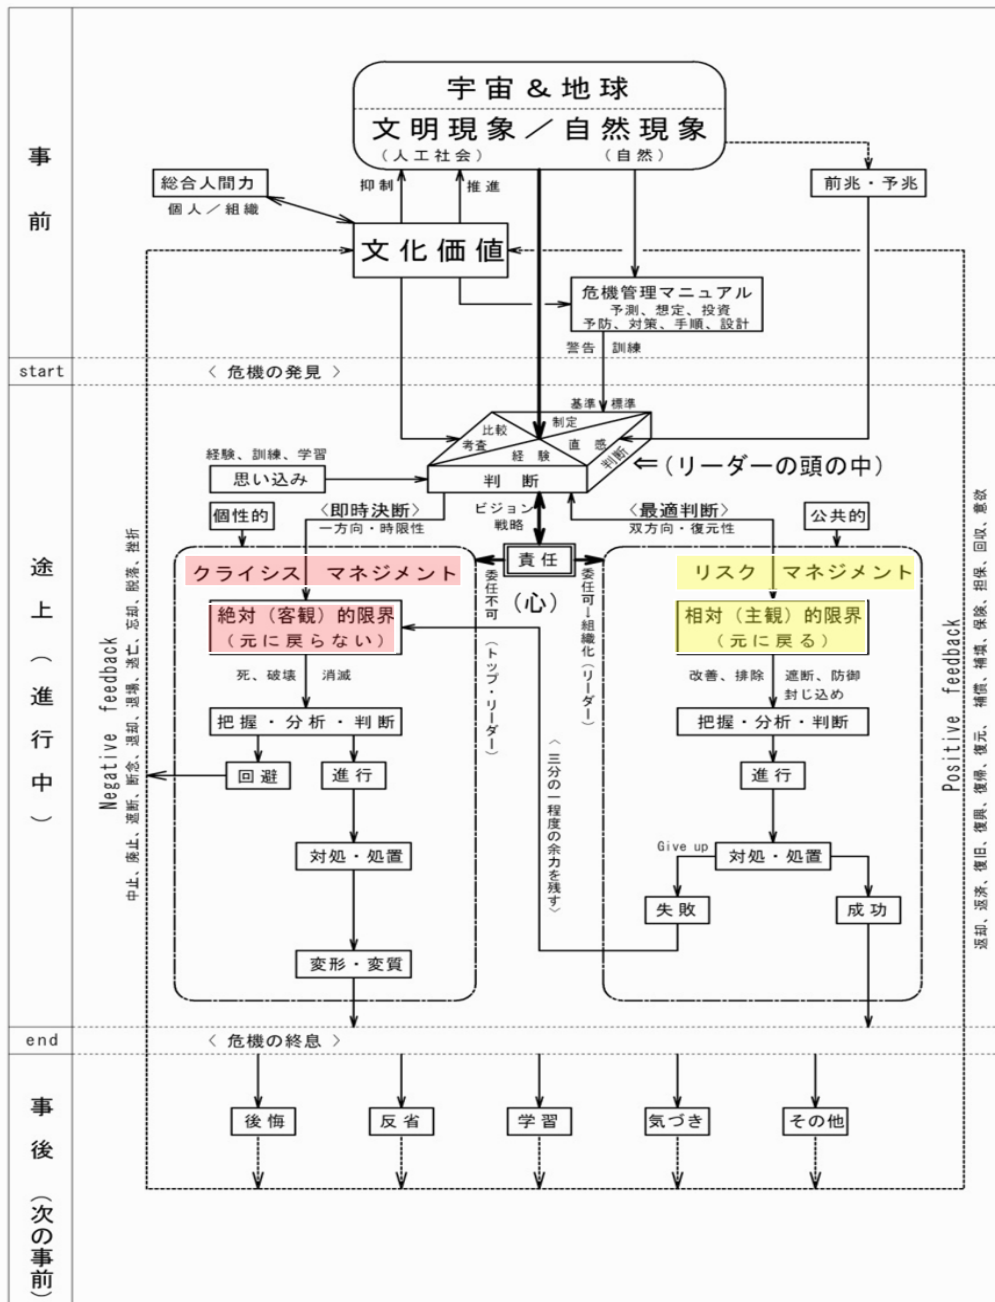 事前
宇宙＆地球
文明現象／自然現象
（人工社会）　（自然）
総合人間力
個人／組織
抑制
推進
前兆・予兆
文化価値
危機管理マニュアル
予測、想定、投資
予防、対策、手順、設計
警告　訓練
start
〈 危機の発見 〉
途上（進行中）
基準　標準
比較
制定
考査
直感
経験
判断
判断
⇐（リーダーの頭の中）
経験、訓練、学習
思い込み
個性的
〈即時決断〉
一方向・時限性
ビジョン
戦略
〈最適判断〉
双方向・復元性
公共的
責任
（心）
委任不可（トップ・リーダー）
委任可―組織化（リーダー）
クライシス　マネジメント
絶対（客観）的限界
（元に戻らない）
死、破壊　消滅
把握・分析・判断
回避
進行
対処・処置
変形・変質
〈三分の一程度の余力を残す〉
リスク　マネジメント
相対（主観）的限界
（元に戻る）
改善、排除　遮断、防御
封じ込め
把握・分析・判断
進行
Give up
対処・処置
失敗
成功
Negative feedback
中止、廃止、遮断、断念、退却、退場、逃亡、忘却、脱落、挫折
Positive feedback
返却、返済、復旧、復興、復帰、復元、補償、補填、保険、担保、回収、意欲
end
〈 危機の終息 〉
事後（次の事前）
後悔
反省
学習
気づき
その他